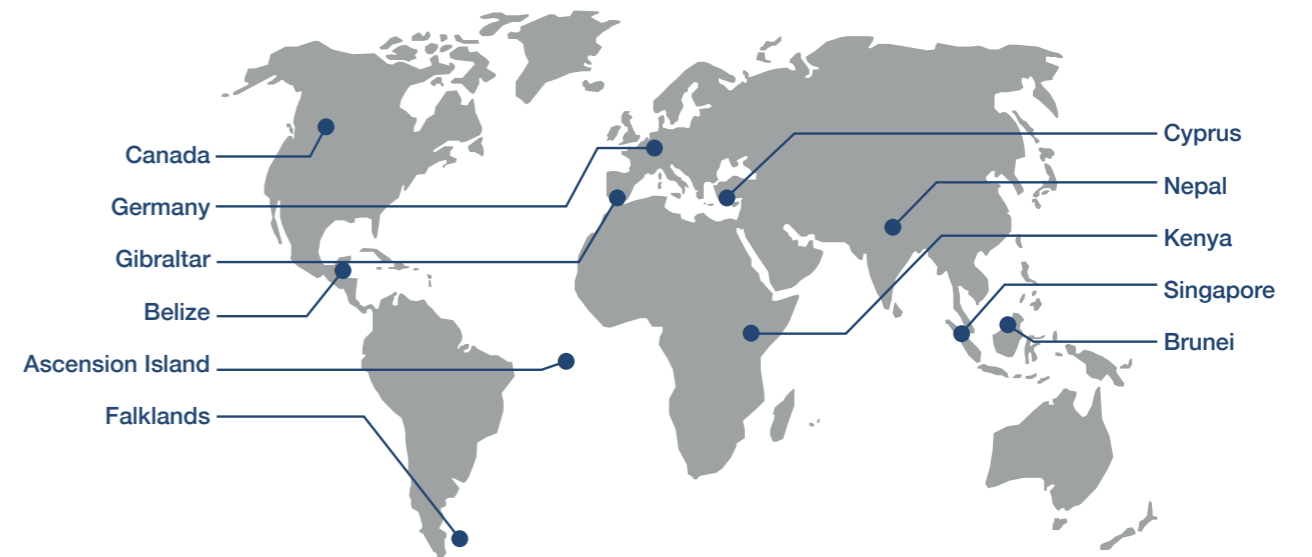 Canada
Germany
Gibraltar
Belize
Ascension Island
Falklands
Cyprus
Nepal
Kenya
Singapore
Brunei